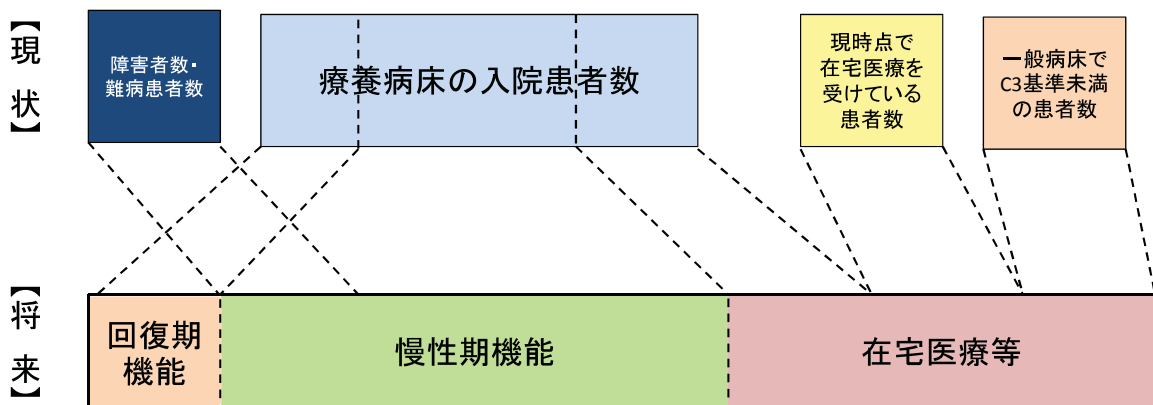 【現状】
障害者数・
難病患者数
療養病床の入院患者数
現時点で
在宅医療を
受けている
患者数
一般病床で
C3基準未満
の患者数
【将来】
回復期
機能
慢性期機能
在宅医療等